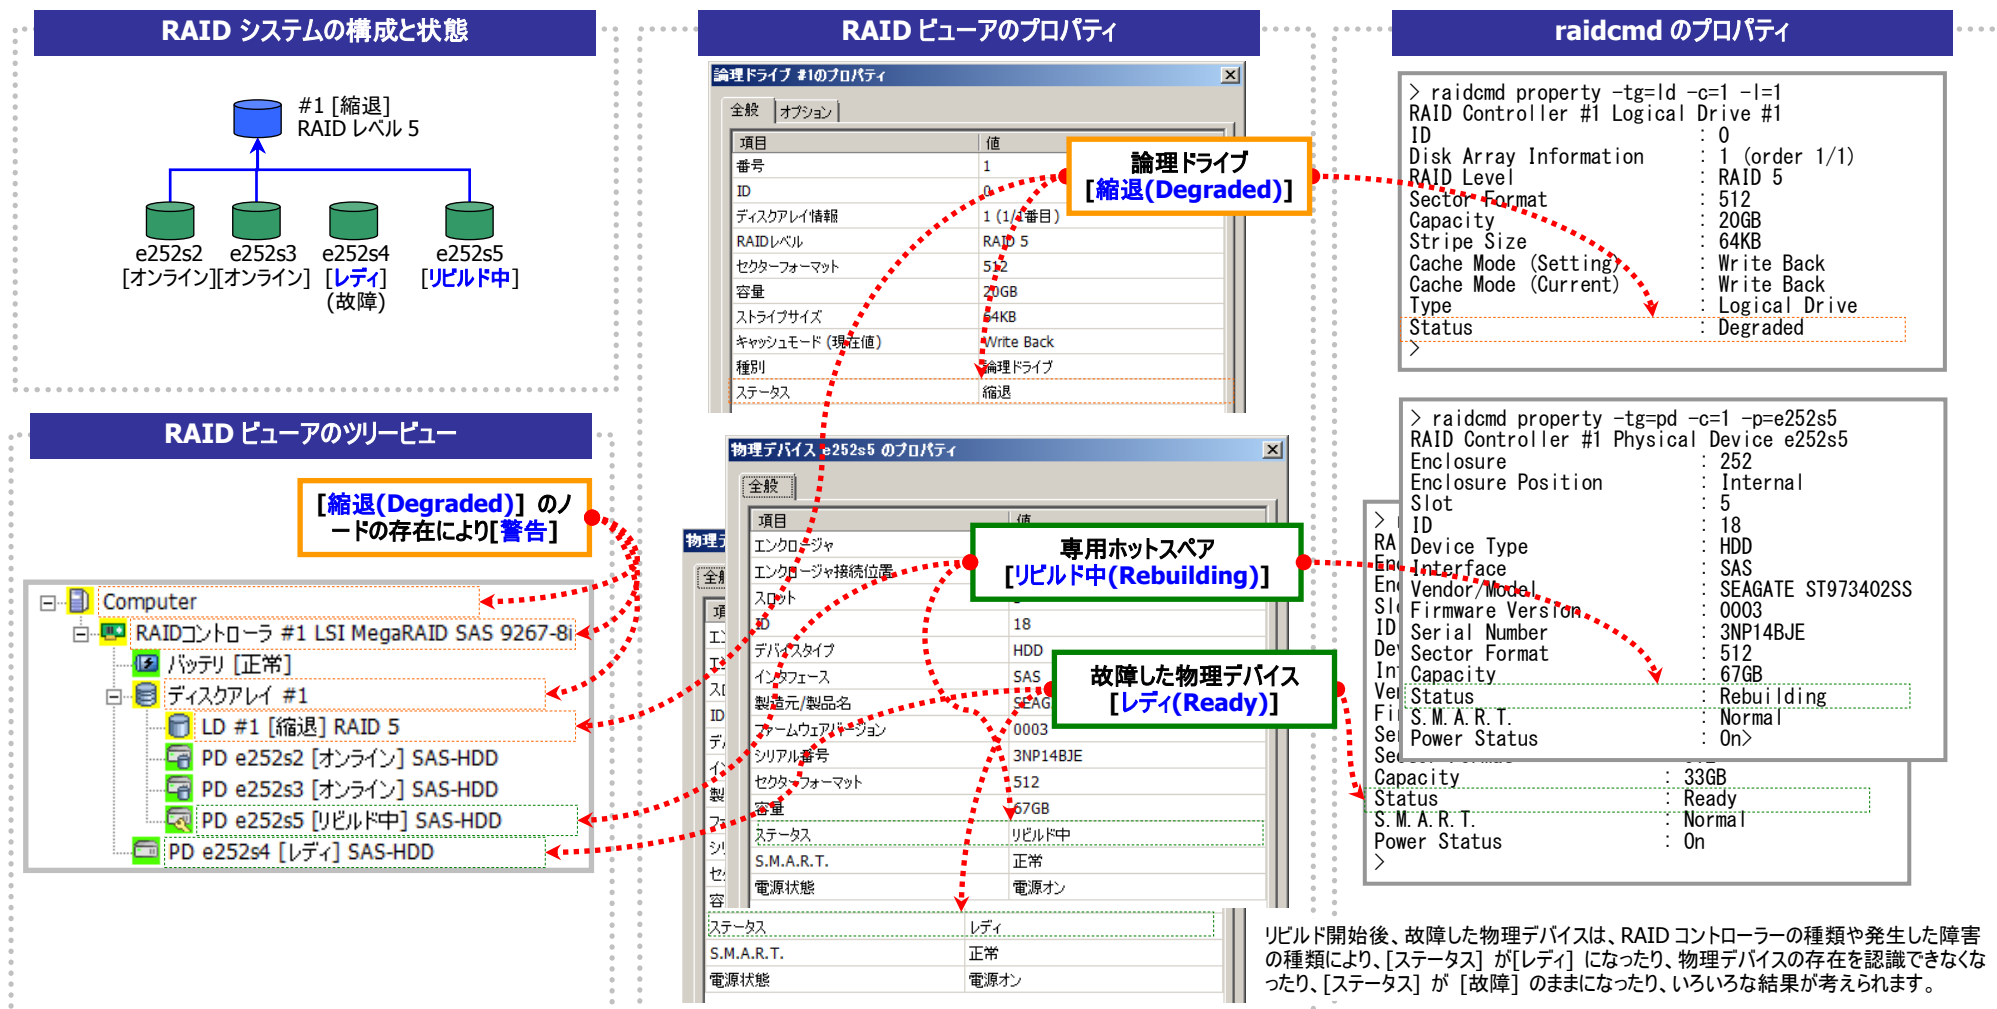 RAID システムの構成と状態
#1 [縮退]
RAID レベル 5
e252s2
[オンライン]
e252s3
[オンライン]
e252s4
[レディ]
(故障)
e252s5
[リビルド中]
RAID ビューアのツリービュー
[縮退(Degraded)] のノ
ードの存在により[警告]
Computer
RAIDコントローラ #1 LSI MegaRAID SAS 9267-8i
バッテリ [正常]
ディスクアレイ #1
LD #1 [縮退] RAID 5
PD e252s2 [オンライン] SAS-HDD
PD e252s3 [オンライン] SAS-HDD
PD e252s5 [リビルド中] SAS-HDD
PD e252s4 [レディ] SAS-HDD
RAID ビューアのプロパティ
論理ドライブ #1のプロパティ
全般 オプション
項目 値
番号 1
ID 0
ディスクアレイ情報 1 (1/1番目)
RAIDレベル RAID 5
セクターフォーマット 512
容量 20GB
ストライプサイズ 64KB
キャッシュモード (現在値) Write Back
種別 論理ドライブ
ステータス 縮退
論理ドライブ
[縮退(Degraded)]
物理デバイス e252s5 のプロパティ
全般
項目 値
エンクロージャ
エンクロージャ接続位置
スロット
ID 18
デバイスタイプ HDD
インタフェース SAS
製造元/製品名 SEAG
ファームウェアバージョン 0003
シリアル番号 3NP14BJE
セクターフォーマット 512
容量 67GB
ステータス リビルド中
S.M.A.R.T. 正常
電源状態 電源オン
専用ホットスペア
[リビルド中(Rebuilding)]
故障した物理デバイス
[レディ(Ready)]
ステータス レディ
S.M.A.R.T. 正常
電源状態 電源オン
raidcmd のプロパティ
> raidcmd property -tg=ld -c=1 -l=1
RAID Controller #1 Logical Drive #1
ID : 0
Disk Array Information : 1 (order 1/1)
RAID Level : RAID 5
Sector Format : 512
Capacity : 20GB
Stripe Size : 64KB
Cache Mode (Setting) : Write Back
Cache Mode (Current) : Write Back
Type : Logical Drive
Status : Degraded
>
> raidcmd property -tg=pd -c=1 -p=e252s5
RAID Controller #1 Physical Device e252s5
Enclosure : 252
Enclosure Position : Internal
Slot : 5
ID : 18
Device Type : HDD
Interface : SAS
Vendor/Model : SEAGATE ST973402SS
Firmware Version : 0003
Serial Number : 3NP14BJE
Sector Format : 512
Capacity : 67GB
Status : Rebuilding
S.M.A.R.T. : Normal
Power Status : On>
Capacity : 33GB
Status : Ready
S.M.A.R.T. : Normal
Power Status : On
>
リビルド開始後、故障した物理デバイスは、RAID コントローラーの種類や発生した障害
の種類により、[ステータス] が[レディ] になったり、物理デバイスの存在を認識できなくな
ったり、[ステータス] が [故障] のままになったり、いろいろな結果が考えられます。